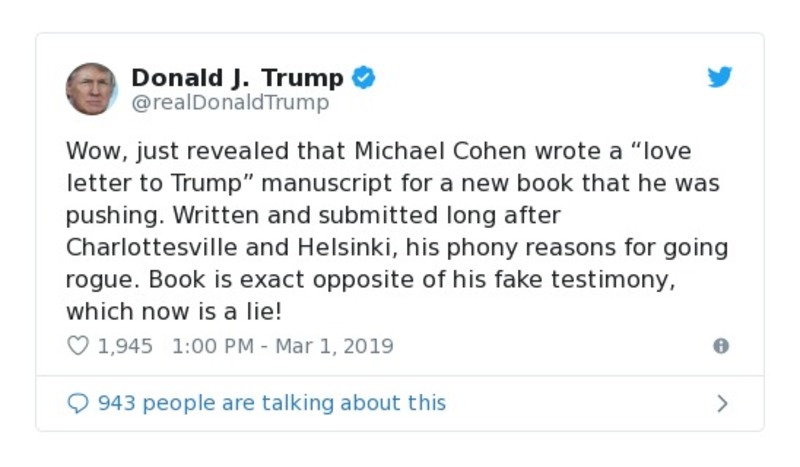 Donald J. Trump
@realDonaldTrump
Wow, just revealed that Michael Cohen wrote a “love
letter to Trump” manuscript for a new book that he was
pushing. Written and submitted long after
Charlottesville and Helsinki, his phony reasons for going
rogue. Book is exact opposite of his fake testimony,
which now is a lie!
1,945 1:00 PM - Mar 1, 2019
943 people are talking about this